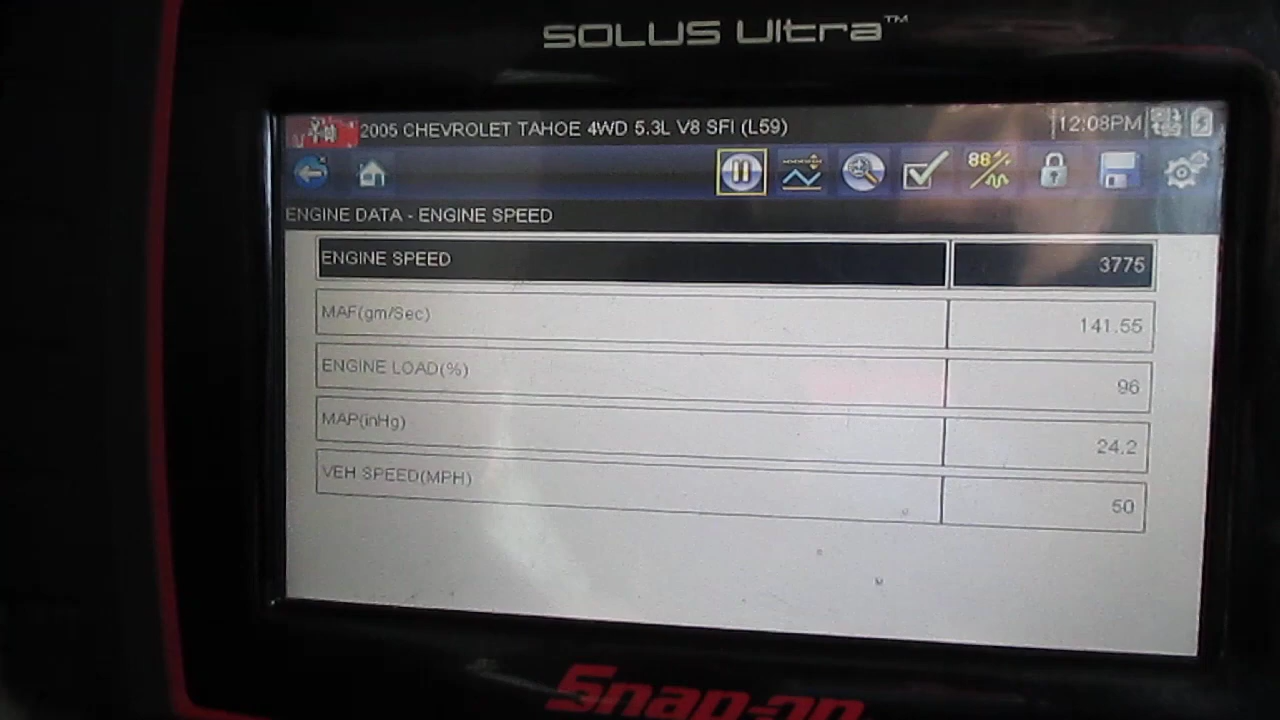 SOLUS Ultra™
2005 CHEVROLET TAHOE 4WD 5.3L V8 SFI (L59) 12:08PM
88
ENGINE DATA - ENGINE SPEED
ENGINE SPEED 3775
MAF(gm/Sec) 141.55
ENGINE LOAD(%) 96
MAP(inHg) 24.2
VEH SPEED(MPH) 50
Snap-on